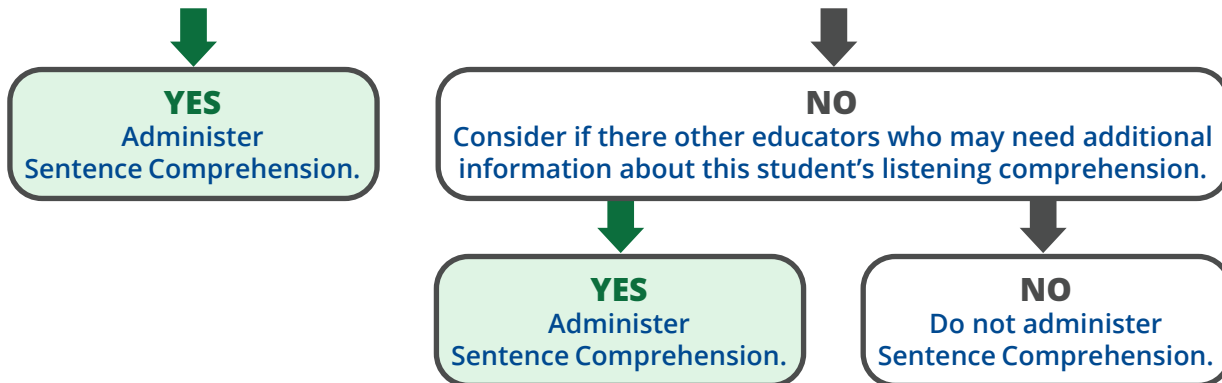 YES
Administer
Sentence Comprehension.
NO
Consider if there other educators who may need additional
information about this student's listening comprehension.
YES
Administer
Sentence Comprehension.
NO
Do not administer
Sentence Comprehension.